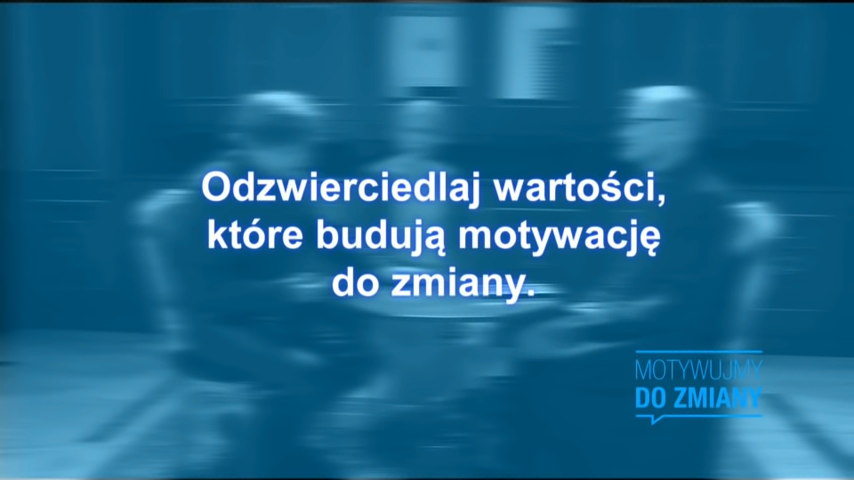 Odzwierciedlaj wartości,
które budują motywację
do zmiany.
MOTYWUJMY
DO ZMIANY